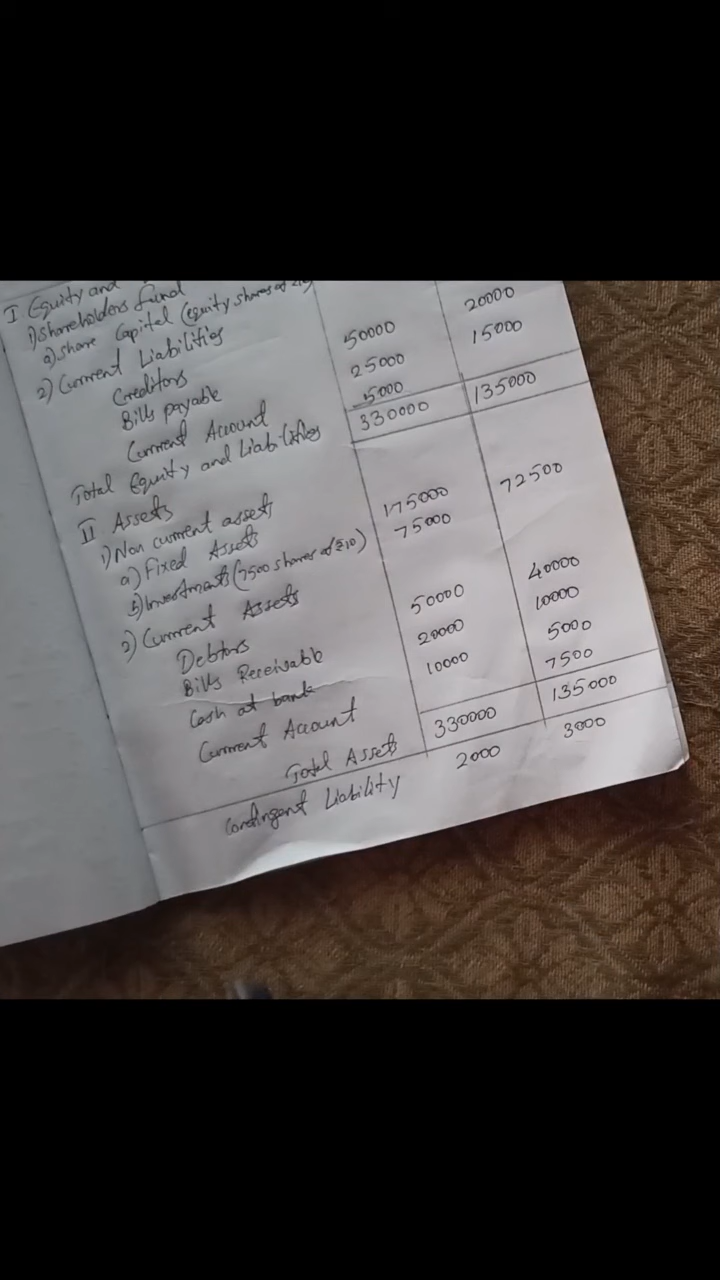 I Equity and
1) Shareholders fund
a) Share Capital (equity shares of ₹10)
2) Current Liabilities
Creditors 50000 20000
Bills payable 25000 15000
Current Account 5000
Total Equity and Liabilities 330000 135000
II Assets
1) Non current assets
a) Fixed Assets 175000 72500
b) Investments (7500 shares of ₹10) 75000
2) Current Assets
Debtors 50000 40000
Bills Receivable 20000 10000
Cash at bank 10000 5000
Current Account 7500
Total Assets 330000 135000
Contingent Liability 2000 3000